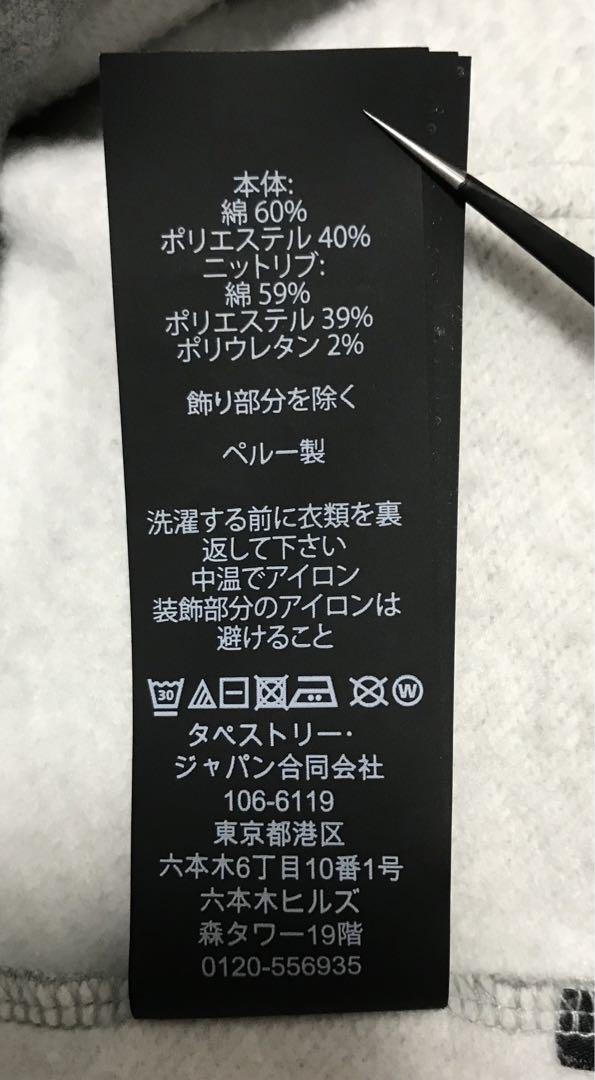 本体:
綿 60%
ポリエステル 40%
ニットリブ:
綿 59%
ポリエステル 39%
ポリウレタン 2%
飾り部分を除く
ペルー製
洗濯する前に衣類を裏
返して下さい
中温でアイロン
装飾部分のアイロンは
避けること
30 W
タペストリー・
ジャパン合同会社
106-6119
東京都港区
六本木6丁目10番1号
六本木ヒルズ
森タワー19階
0120-556935